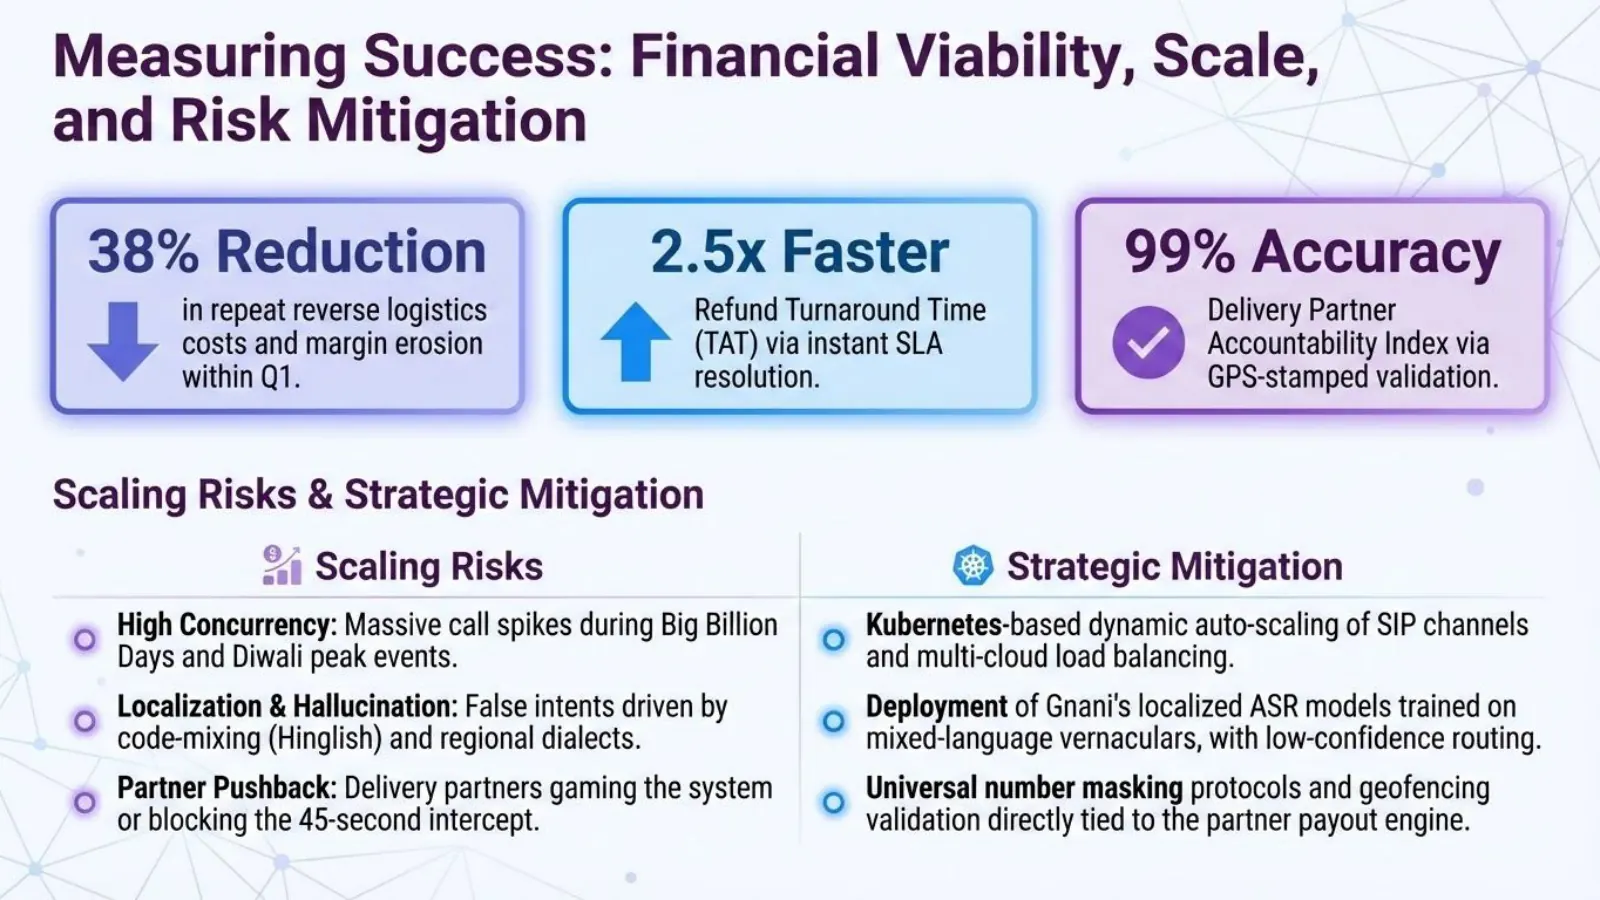 Measuring Success: Financial Viability, Scale,
and Risk Mitigation
38% Reduction
in repeat reverse logistics
costs and margin erosion
within Q1.
2.5x Faster
Refund Turnaround Time
(TAT) via instant SLA
resolution.
99% Accuracy
Delivery Partner
Accountability Index via
GPS-stamped validation.
Scaling Risks & Strategic Mitigation
Scaling Risks
High Concurrency: Massive call spikes during Big Billion
Days and Diwali peak events.
Localization & Hallucination: False intents driven by
code-mixing (Hinglish) and regional dialects.
Partner Pushback: Delivery partners gaming the system
or blocking the 45-second intercept.
Strategic Mitigation
Kubernetes-based dynamic auto-scaling of SIP channels
and multi-cloud load balancing.
Deployment of Gnani's localized ASR models trained on
mixed-language vernaculars, with low-confidence routing.
Universal number masking protocols and geofencing
validation directly tied to the partner payout engine.